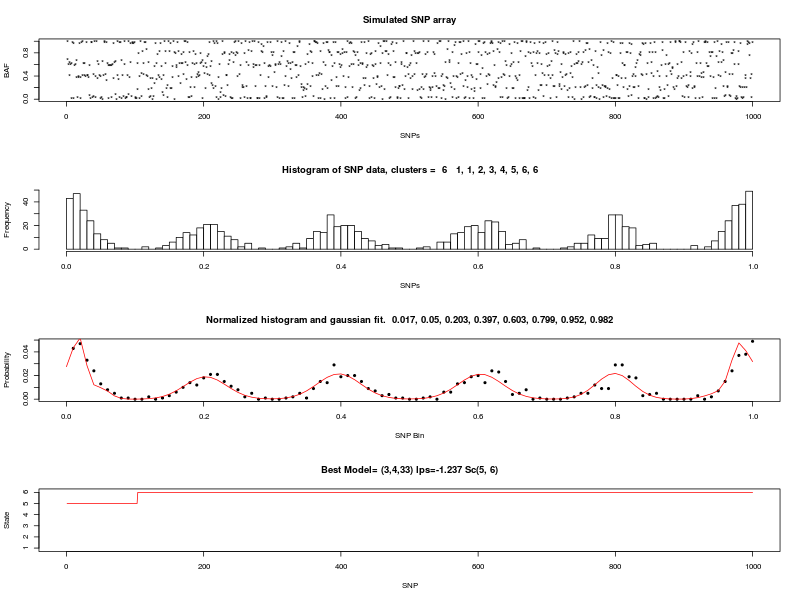 Simulated SNP array
BAF
0.0 0.4 0.8
0 200 400 600 800 1000
SNPs
Histogram of SNP data, clusters = 6 1, 1, 2, 3, 4, 5, 6, 6
Frequency
0 20 40
0.0 0.2 0.4 0.6 0.8 1.0
SNPs
Normalized histogram and gaussian fit. 0.017, 0.05, 0.203, 0.397, 0.603, 0.799, 0.952, 0.982
Probability
0.00 0.02 0.04
0.0 0.2 0.4 0.6 0.8 1.0
SNP Bin
Best Model= (3,4,33) lps=-1.237 Sc(5, 6)
State
1 2 3 4 5 6
0 200 400 600 800 1000
SNP